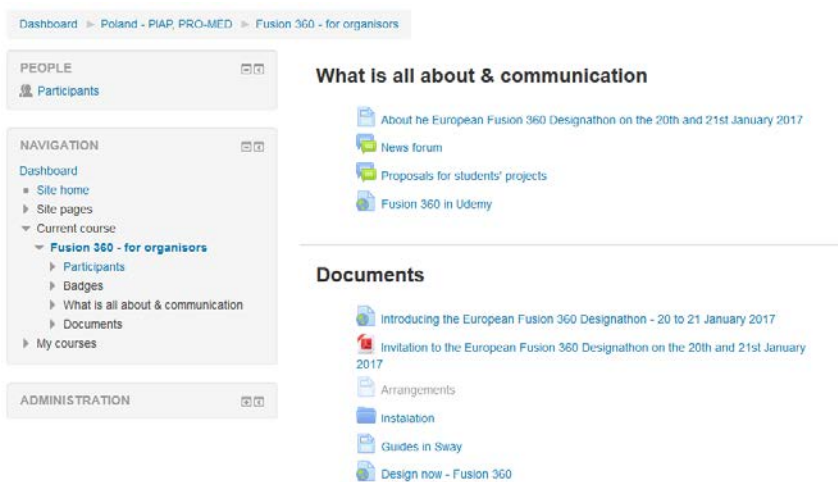 Dashboard Poland - PIAP, PRO-MED Fusion 360 - for organisors
PEOPLE
Participants
NAVIGATION
Dashboard
Site home
Site pages
Current course
Fusion 360 - for organisors
Participants
Badges
What is all about & communication
Documents
My courses
ADMINISTRATION
What is all about & communication
About he European Fusion 360 Designathon on the 20th and 21st January 2017
News forum
Proposals for students' projects
Fusion 360 in Udemy
Documents
Introducing the European Fusion 360 Designathon - 20 to 21 January 2017
Invitation to the European Fusion 360 Designathon on the 20th and 21st January
2017
Arrangements
Instalation
Guides in Sway
Design now - Fusion 360